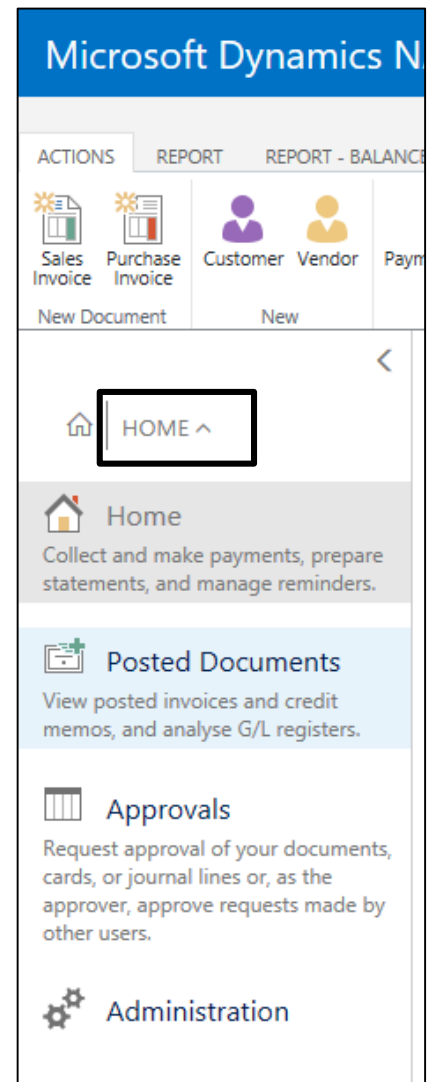 Microsoft Dynamics N
ACTIONS REPORT REPORT - BALANCE
Sales Invoice Purchase Invoice Customer Vendor Paym
New Document New
HOME
Home
Collect and make payments, prepare
statements, and manage reminders.
Posted Documents
View posted invoices and credit
memos, and analyse G/L registers.
Approvals
Request approval of your documents,
cards, or journal lines or, as the
approver, approve requests made by
other users.
Administration